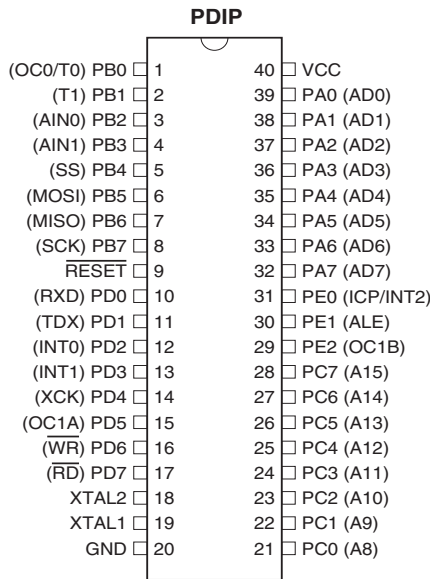 PDIP
(OC0/T0) PB0 1 40 VCC
(T1) PB1 2 39 PA0 (AD0)
(AIN0) PB2 3 38 PA1 (AD1)
(AIN1) PB3 4 37 PA2 (AD2)
(SS) PB4 5 36 PA3 (AD3)
(MOSI) PB5 6 35 PA4 (AD4)
(MISO) PB6 7 34 PA5 (AD5)
(SCK) PB7 8 33 PA6 (AD6)
RESET 9 32 PA7 (AD7)
(RXD) PD0 10 31 PE0 (ICP/INT2)
(TDX) PD1 11 30 PE1 (ALE)
(INT0) PD2 12 29 PE2 (OC1B)
(INT1) PD3 13 28 PC7 (A15)
(XCK) PD4 14 27 PC6 (A14)
(OC1A) PD5 15 26 PC5 (A13)
(WR) PD6 16 25 PC4 (A12)
(RD) PD7 17 24 PC3 (A11)
XTAL2 18 23 PC2 (A10)
XTAL1 19 22 PC1 (A9)
GND 20 21 PC0 (A8)